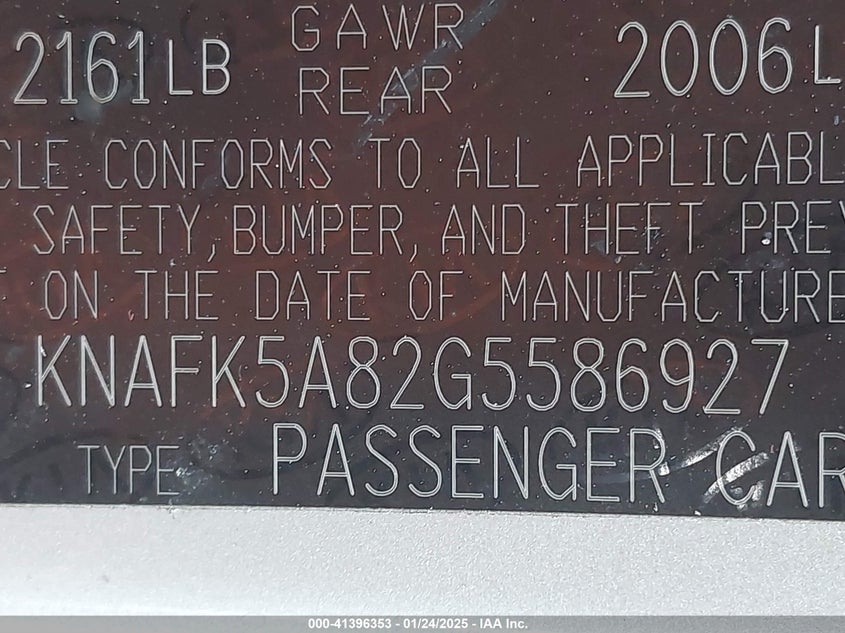 2161LB GAWR REAR 2006L
CLE CONFORMS TO ALL APPLICABL
SAFETY, BUMPER, AND THEFT PREV
T ON THE DATE OF MANUFACTURE
KNAFK5A82G5586927
TYPE PASSENGER CAR
000-41396353 - 01/24/2025 - IAA Inc.